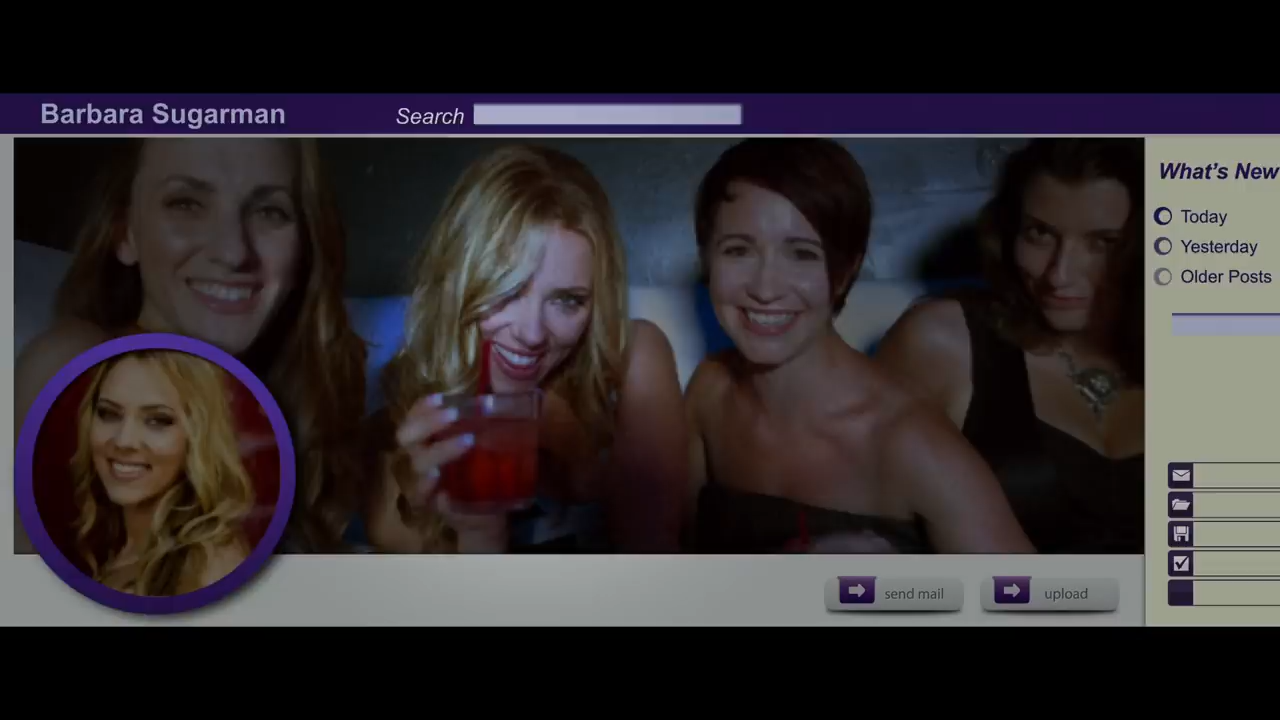 Barbara Sugarman
Search
What's New
Today
Yesterday
Older Posts
send mail
upload